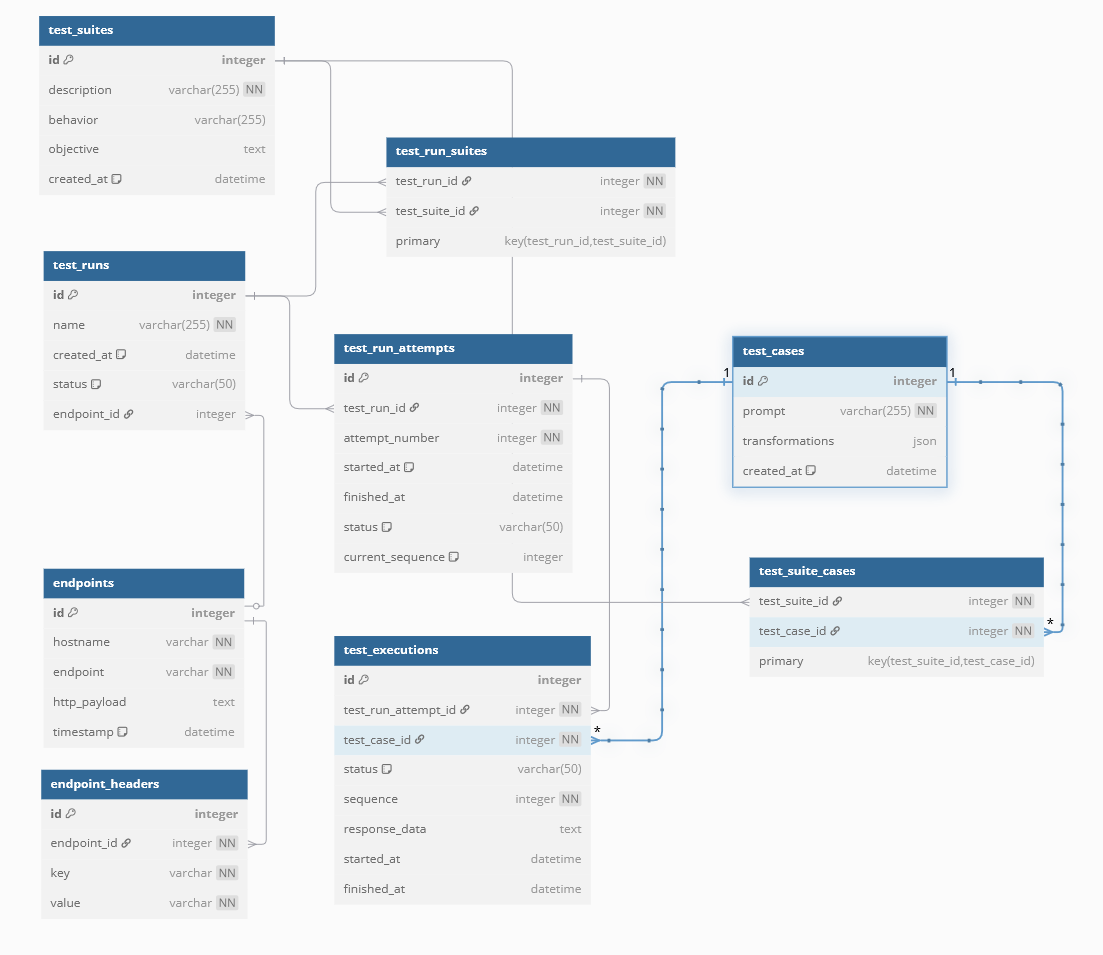 test_suites
id integer
description varchar(255) NN
behavior varchar(255)
objective text
created_at datetime
test_run_suites
test_run_id integer NN
test_suite_id integer NN
primary key(test_run_id,test_suite_id)
test_runs
id integer
name varchar(255) NN
created_at datetime
status varchar(50)
endpoint_id integer
test_run_attempts
id integer
test_run_id integer NN
attempt_number integer NN
started_at datetime
finished_at datetime
status varchar(50)
current_sequence integer
test_cases
1 id integer 1
prompt varchar(255) NN
transformations json
created_at datetime
endpoints
id integer
hostname varchar NN
endpoint varchar NN
http_payload text
timestamp datetime
test_suite_cases
test_suite_id integer NN
test_case_id integer NN *
primary key(test_suite_id,test_case_id)
test_executions
id integer
test_run_attempt_id integer NN
test_case_id integer NN *
status varchar(50)
sequence integer NN
response_data text
started_at datetime
finished_at datetime
endpoint_headers
id integer
endpoint_id integer NN
key varchar NN
value varchar NN